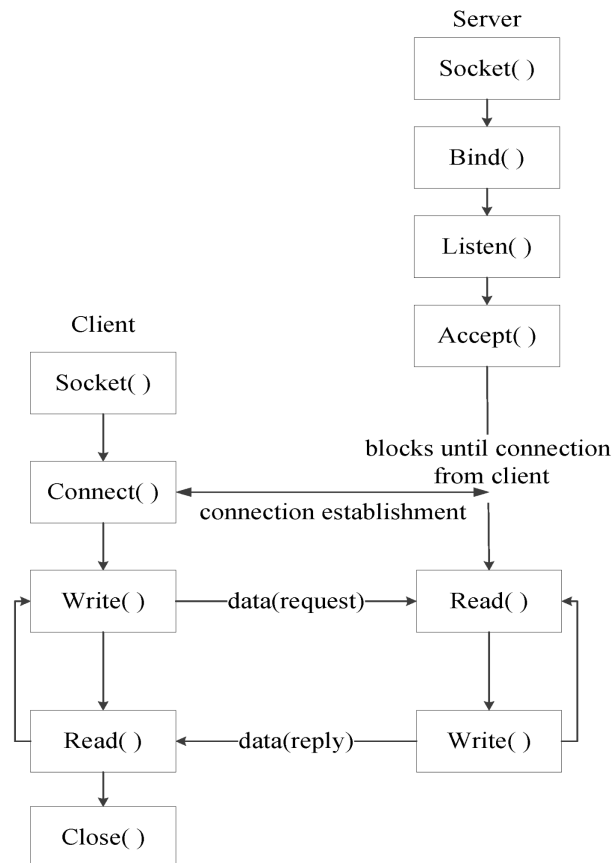 Server
Socket( )
Bind( )
Listen( )
Accept( )
blocks until connection
from client
Client
Socket( )
Connect( )
connection establishment
Write( )
data(request)
Read( )
Read( )
data(reply)
Write( )
Close( )